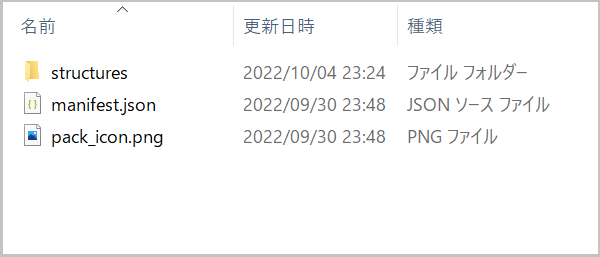 名前 更新日時 種類
structures 2022/10/04 23:24 ファイル フォルダー
manifest.json 2022/09/30 23:48 JSON ソース ファイル
pack_icon.png 2022/09/30 23:48 PNG ファイル